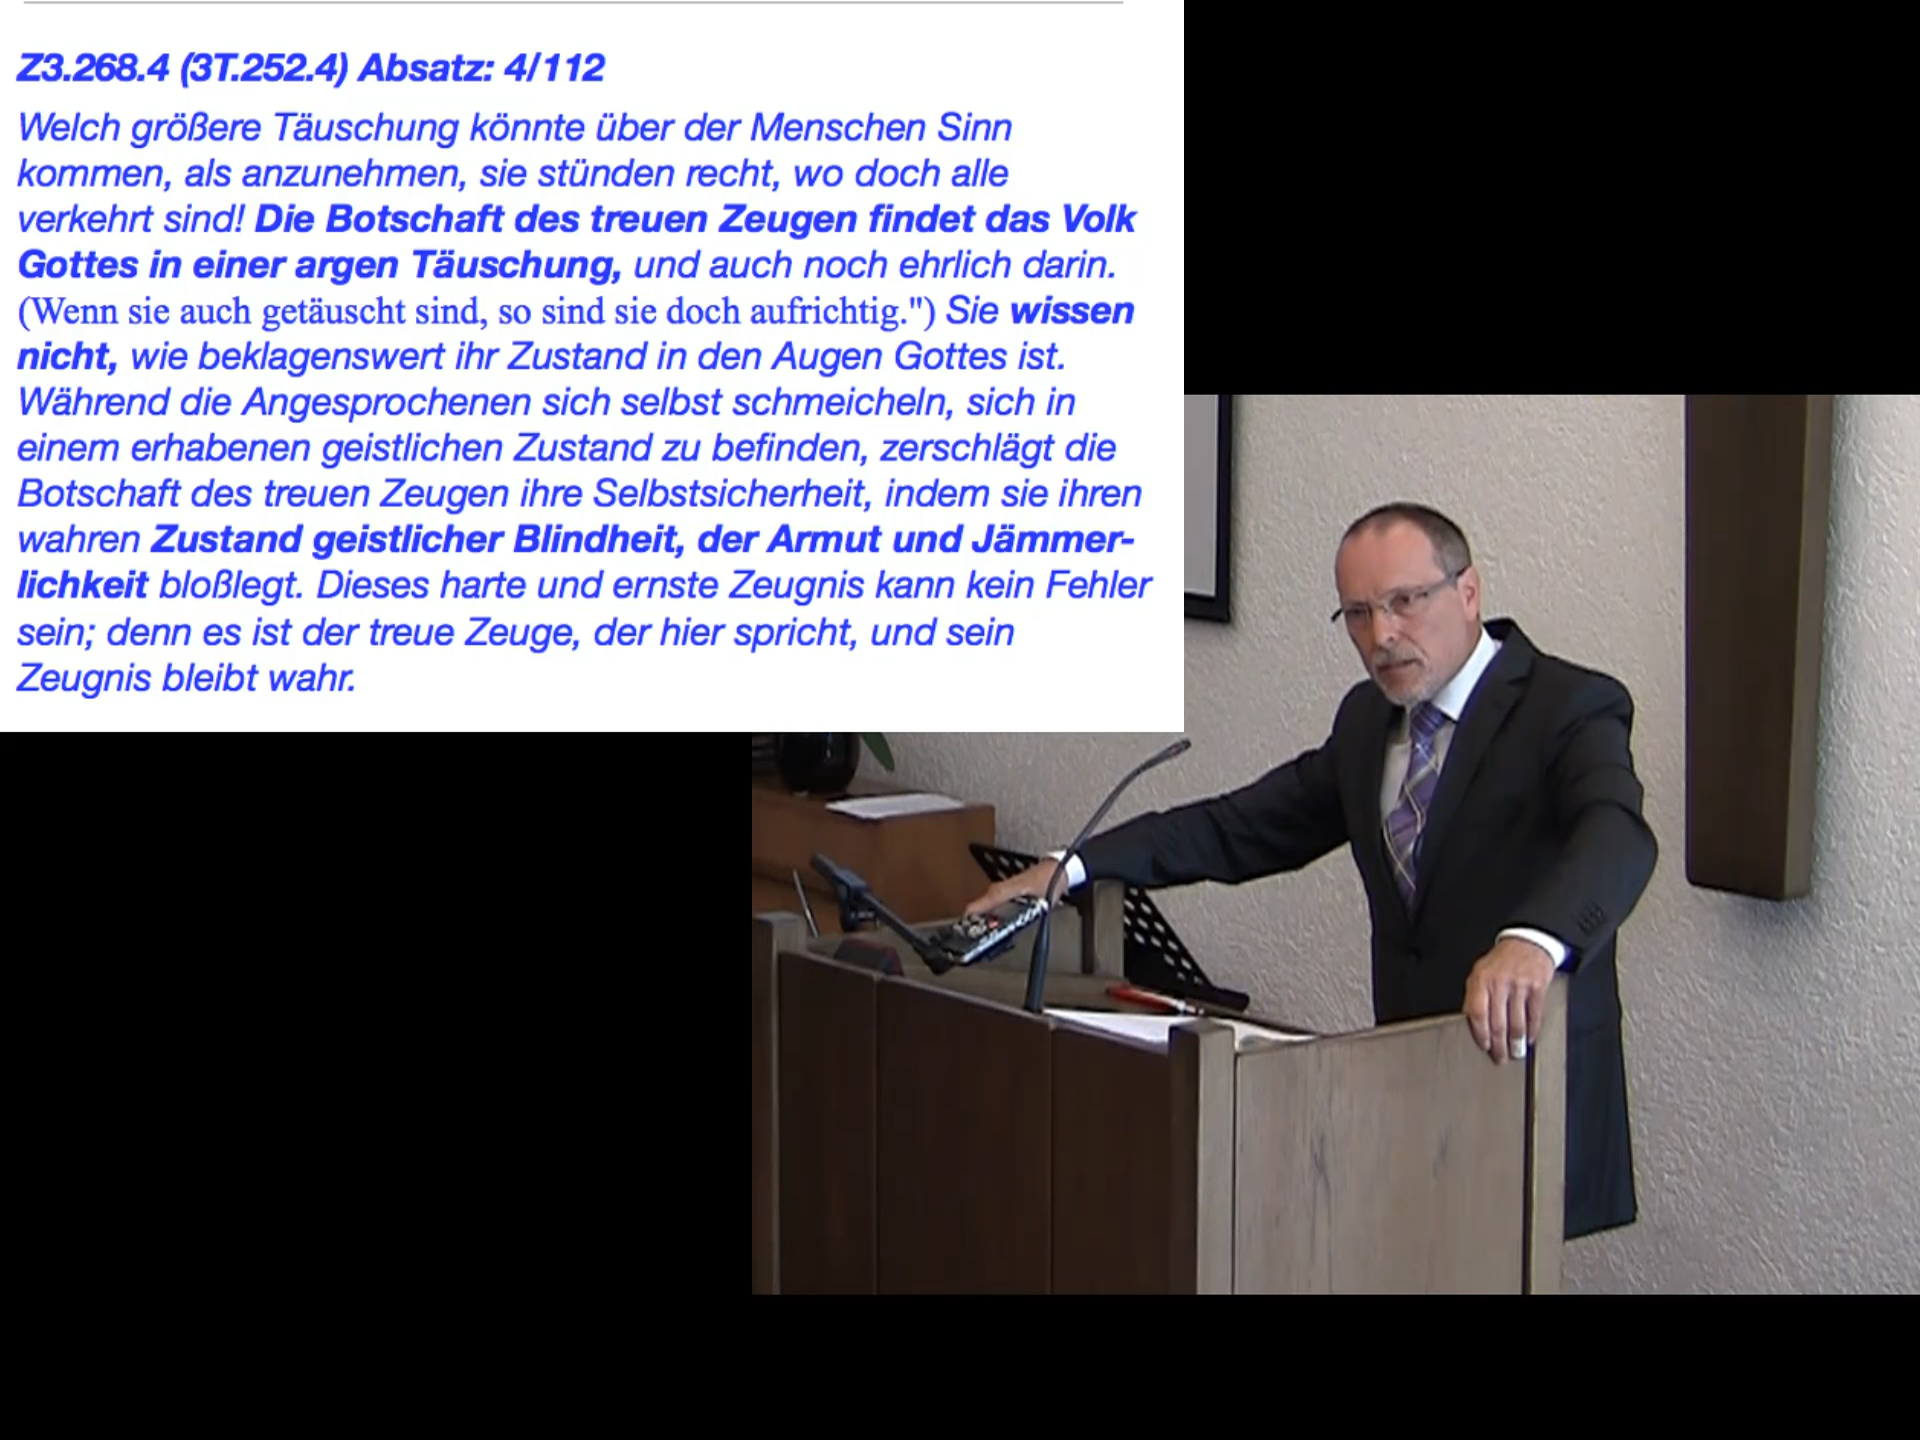 Z3.268.4 (3T.252.4) Absatz: 4/112
Welch größere Täuschung könnte über der Menschen Sinn
kommen, als anzunehmen, sie stünden recht, wo doch alle
verkehrt sind! Die Botschaft des treuen Zeugen findet das Volk
Gottes in einer argen Täuschung, und auch noch ehrlich darin.
(Wenn sie auch getäuscht sind, so sind sie doch aufrichtig.") Sie wissen
nicht, wie beklagenswert ihr Zustand in den Augen Gottes ist.
Während die Angesprochenen sich selbst schmeicheln, sich in
einem erhabenen geistlichen Zustand zu befinden, zerschlägt die
Botschaft des treuen Zeugen ihre Selbstsicherheit, indem sie ihren
wahren Zustand geistlicher Blindheit, der Armut und Jämmer-
lichkeit bloßlegt. Dieses harte und ernste Zeugnis kann kein Fehler
sein; denn es ist der treue Zeuge, der hier spricht, und sein
Zeugnis bleibt wahr.